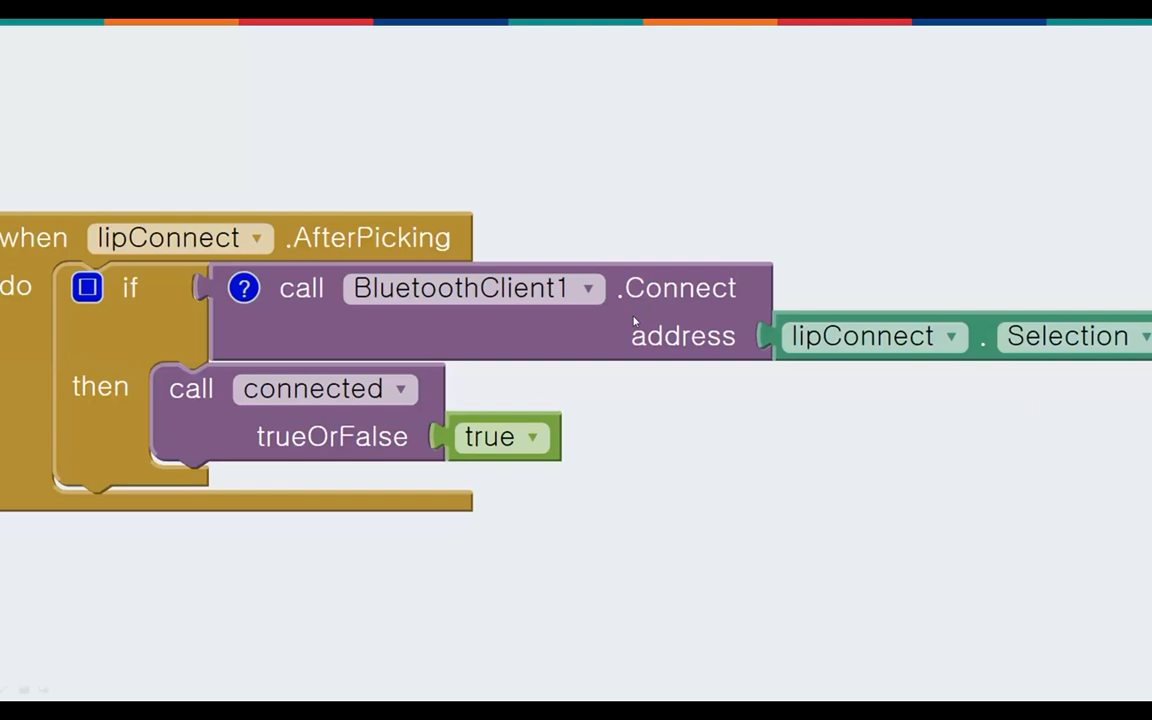 when lipConnect .AfterPicking
do if ? call BluetoothClient1 .Connect
address lipConnect . Selection
then call connected
trueOrFalse true